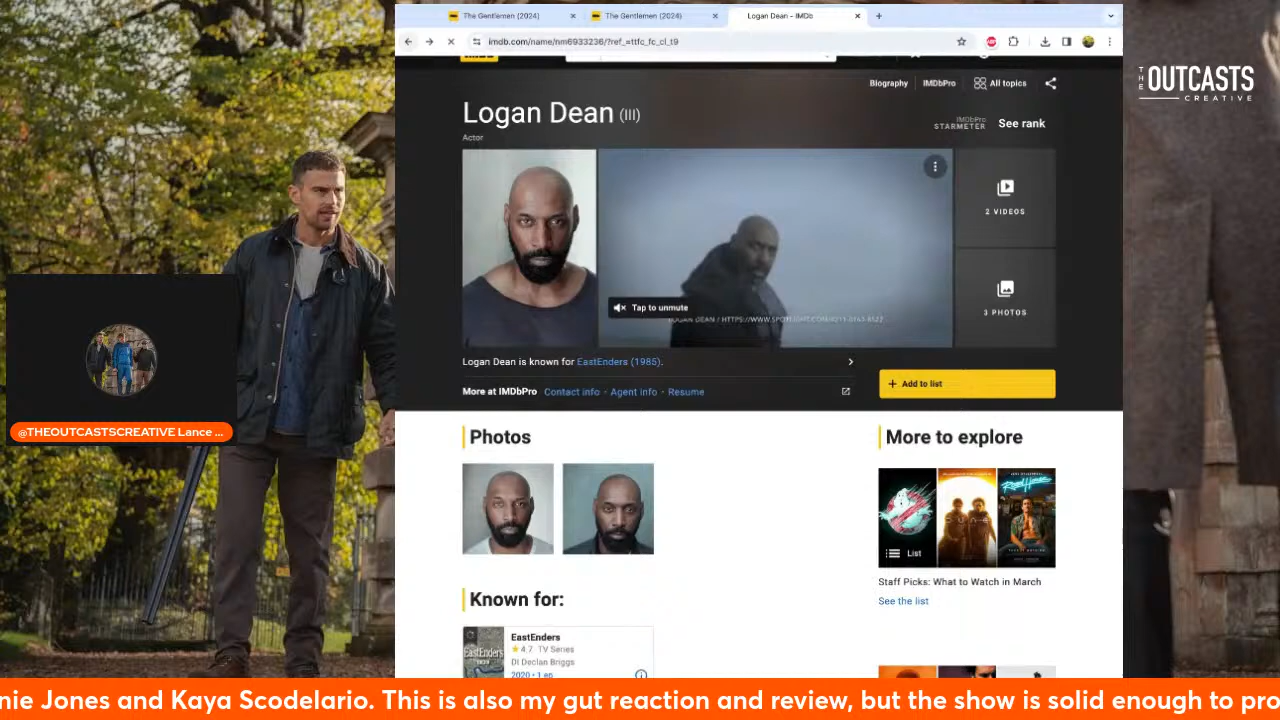 The Gentlemen (2024)
The Gentlemen (2024)
Logan Dean - IMDb
imdb.com/name/nm6933236/?ref_=ttfc_fc_cl_t9
THE OUTCASTS
CREATIVE
Biography
IMDbPro
All topics
Logan Dean (III)
Actor
IMDbPro
STARMETER
See rank
2 VIDEOS
3 PHOTOS
Tap to unmute
Logan Dean is known for EastEnders (1985).
More at IMDbPro Contact info · Agent info · Resume
+ Add to list
@THEOUTCASTSCREATIVE Lance ...
Photos
More to explore
List
Staff Picks: What to Watch in March
See the list
Known for:
EastEnders
4.7 TV Series
DI Declan Briggs
2020 • 1 ep
nie Jones and Kaya Scodelario. This is also my gut reaction and review, but the show is solid enough to pro